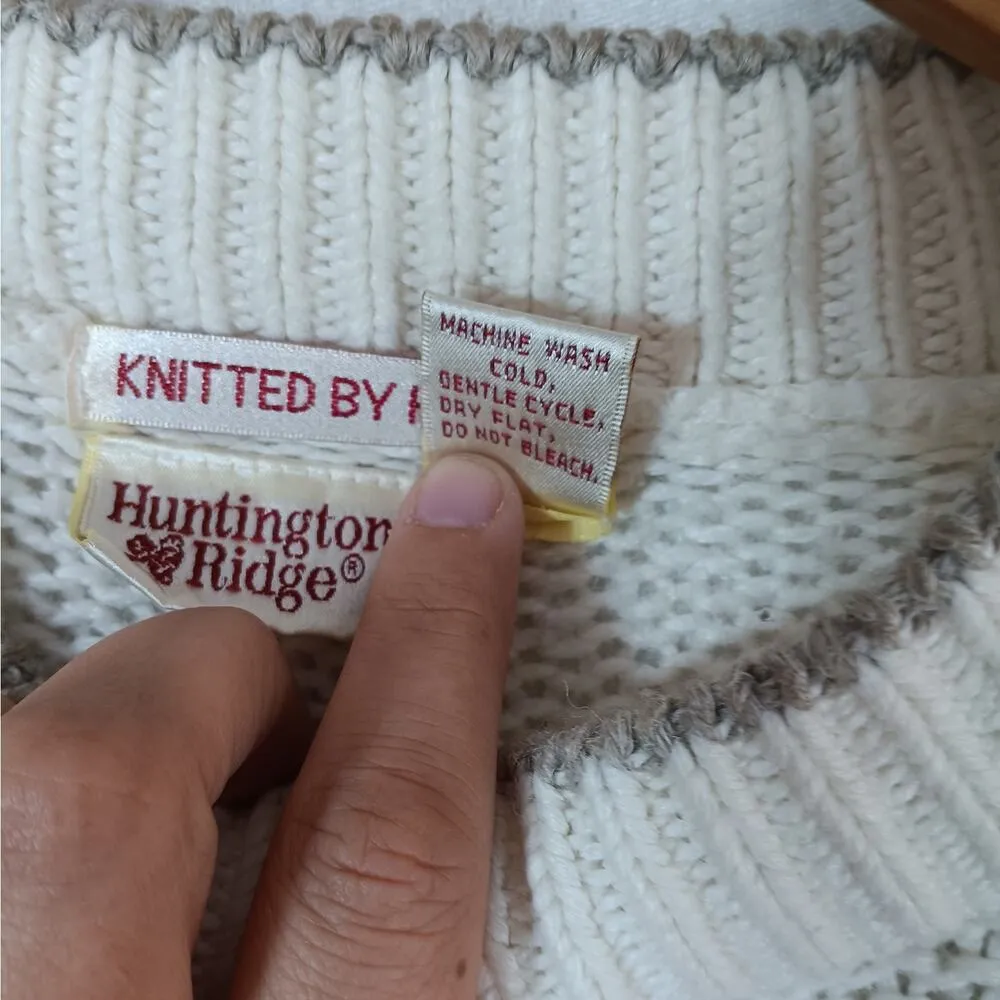 KNITTED BY
MACHINE WASH
COLD,
GENTLE CYCLE,
DRY FLAT,
DO NOT BLEACH.
Huntington
Ridge®